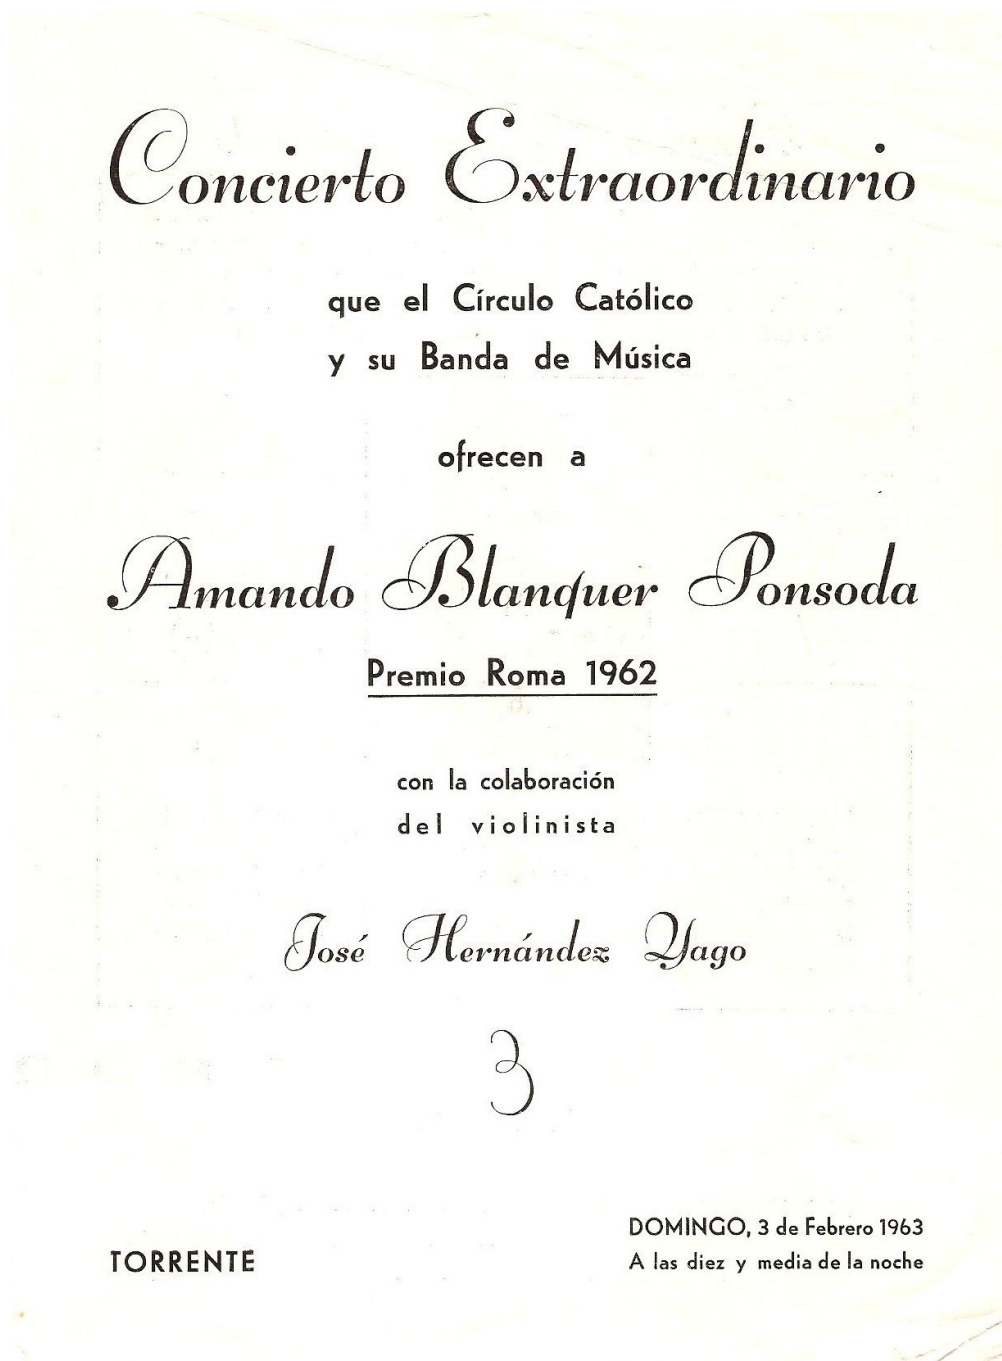 Concierto Extraordinario
que el Círculo Católico
y su Banda de Música
ofrecen a
Amando Blanquer Ponsoda
Premio Roma 1962
con la colaboración
del violinista
José Hernández Yago
3
TORRENTE
DOMINGO, 3 de Febrero 1963
A las diez y media de la noche